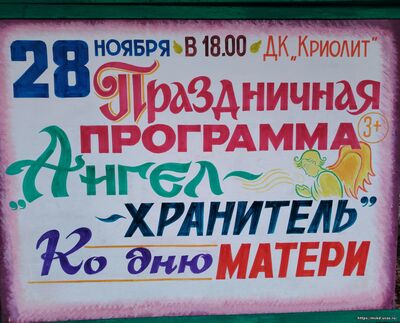 28 НОЯБРЯ В 18.00 ДК „Криолит"
Праздничная
ПРОГРАММА 3+
„Ангел-
~ХРАНИТЕЛЬ"
Ко дню МАТЕРИ